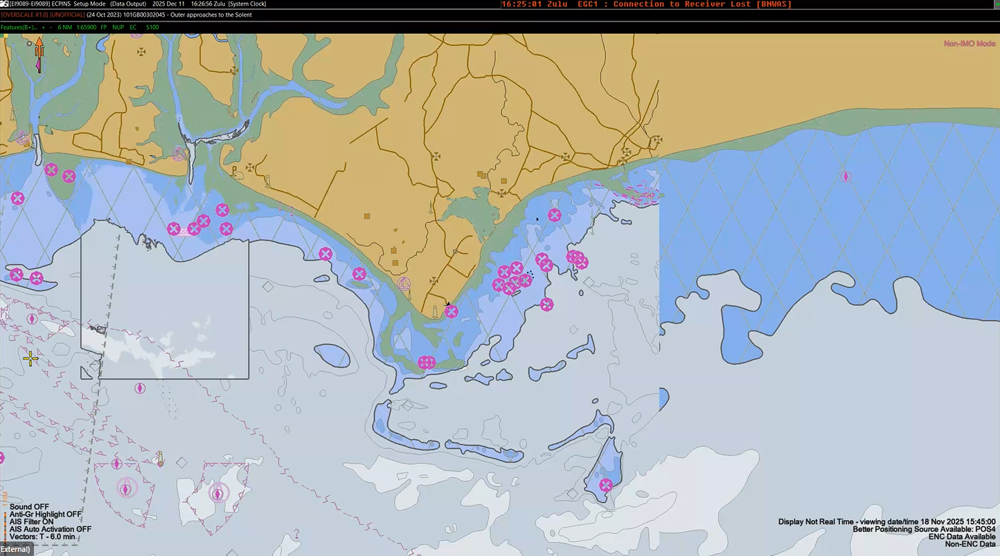 [EI9089-EI9089] ECPINS Setup Mode (Data Output) 2025 Dec 11 16:26:56 Zulu [System Clock]
16:25:01 Zulu EGC1 : Connection to Receiver Lost [BNWAS]
[OVERSCALE X1.0] [UNOFFICIAL] (24 Oct 2023) 101GB00302045 - Outer approaches to the Solent
Features(B+)... + - 6 NM 1:65900 FP NUP EC S100
N
Non-IMO Mode
P
?
1 NM
Sound OFF
Anti-Gr Highlight OFF
AIS Filter ON
AIS Auto Activation OFF
Vectors: T - 6.0 min
External)
Display Not Real Time - viewing date/time 18 Nov 2025 15:45:00
Better Positioning Source Available: POS4
ENC Data Available
Non-ENC Data